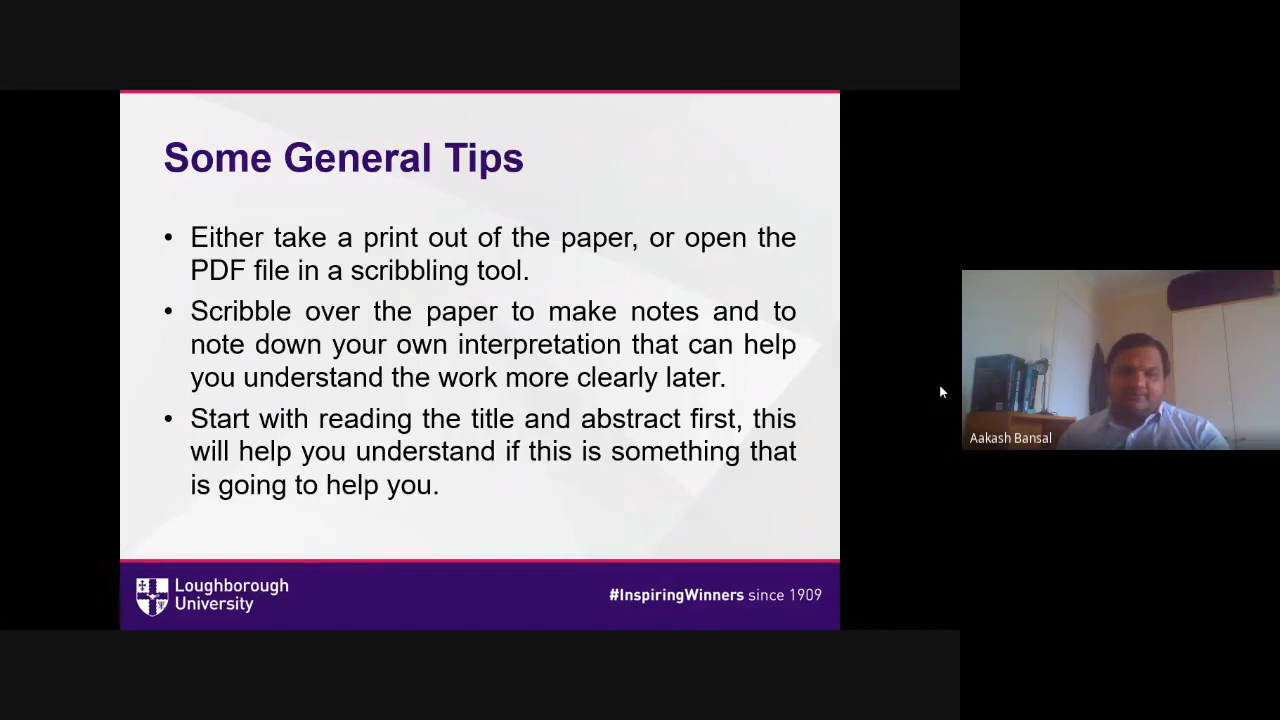 Some General Tips
• Either take a print out of the paper, or open the
PDF file in a scribbling tool.
• Scribble over the paper to make notes and to
note down your own interpretation that can help
you understand the work more clearly later.
• Start with reading the title and abstract first, this
will help you understand if this is something that
is going to help you.
Loughborough
University
#InspiringWinners since 1909
Aakash Bansal